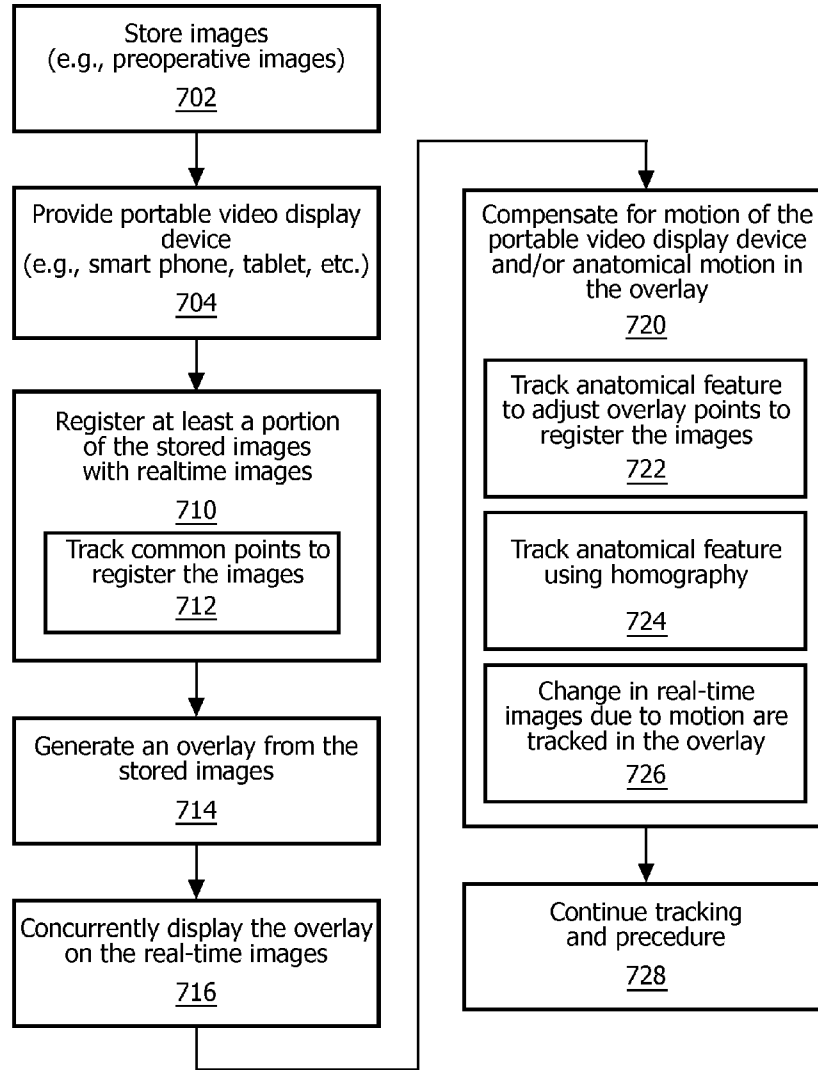 Store images
(e.g., preoperative images)
702
Provide portable video display
device
(e.g., smart phone, tablet, etc.)
704
Register at least a portion
of the stored images
with realtime images
710
Track common points to
register the images
712
Generate an overlay from the
stored images
714
Concurrently display the overlay
on the real-time images
716
Compensate for motion of the
portable video display device
and/or anatomical motion in
the overlay
720
Track anatomical feature
to adjust overlay points to
register the images
722
Track anatomical feature
using homography
724
Change in real-time
images due to motion are
tracked in the overlay
726
Continue tracking
and precedure
728